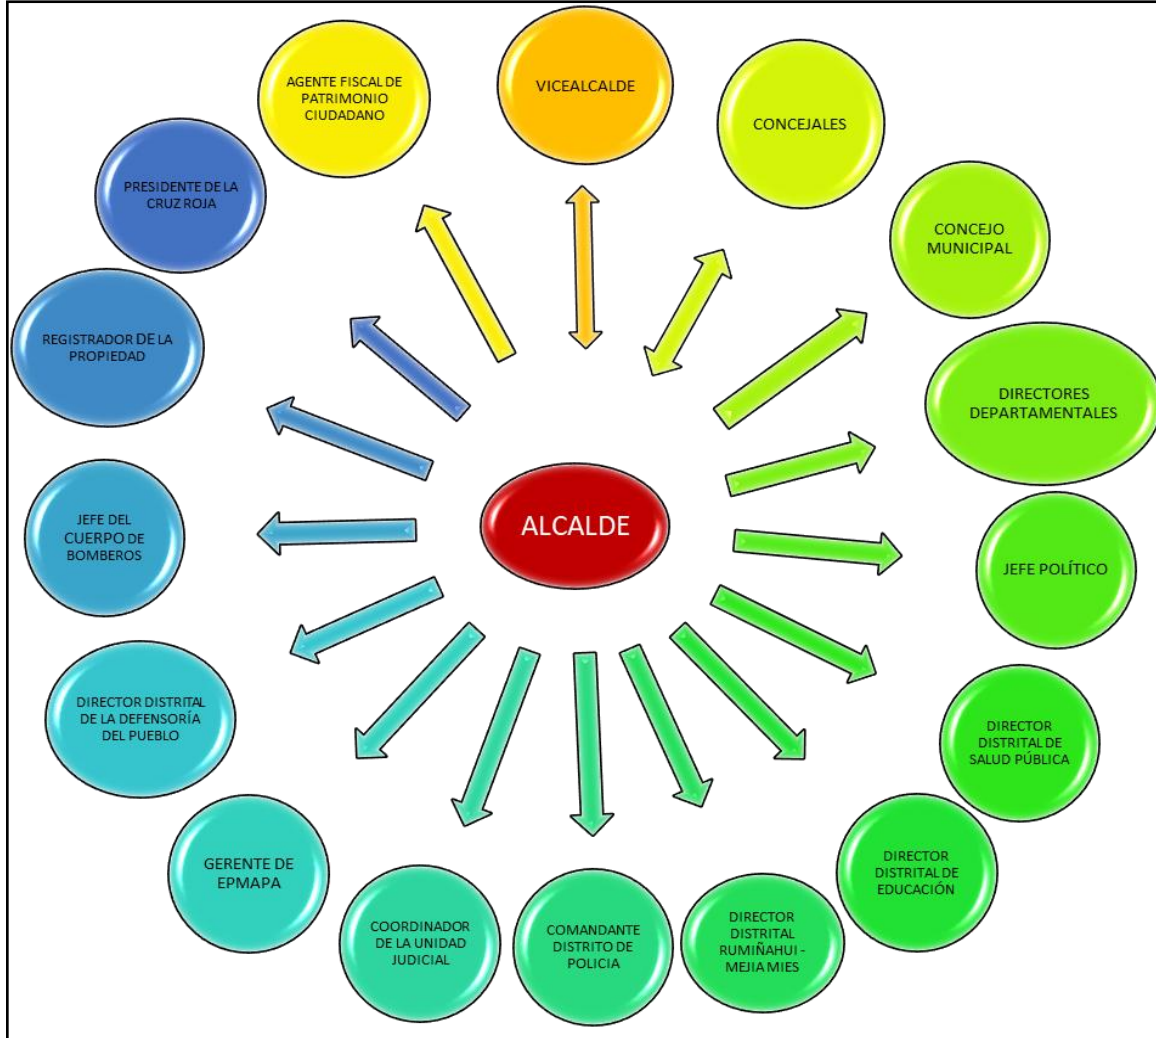 AGENTE FISCAL DE
PATRIMONIO
CIUDADANO
VICEALCALDE
CONCEJALES
CONCEJO
MUNICIPAL
DIRECTORES
DEPARTAMENTALES
JEFE POLÍTICO
DIRECTOR
DISTRITAL DE
SALUD PÚBLICA
DIRECTOR
DISTRITAL DE
EDUCACIÓN
DIRECTOR
DISTRITAL
RUMIÑAHUI -
MEJIA MIES
COMANDANTE
DISTRITO DE
POLICIA
COORDINADOR
DE LA UNIDAD
JUDICIAL
GERENTE DE
EPMAPA
DIRECTOR DISTRITAL
DE LA DEFENSORÍA
DEL PUEBLO
JEFE DEL
CUERPO DE
BOMBEROS
REGISTRADOR DE LA
PROPIEDAD
PRESIDENTE DE LA
CRUZ ROJA
ALCALDE